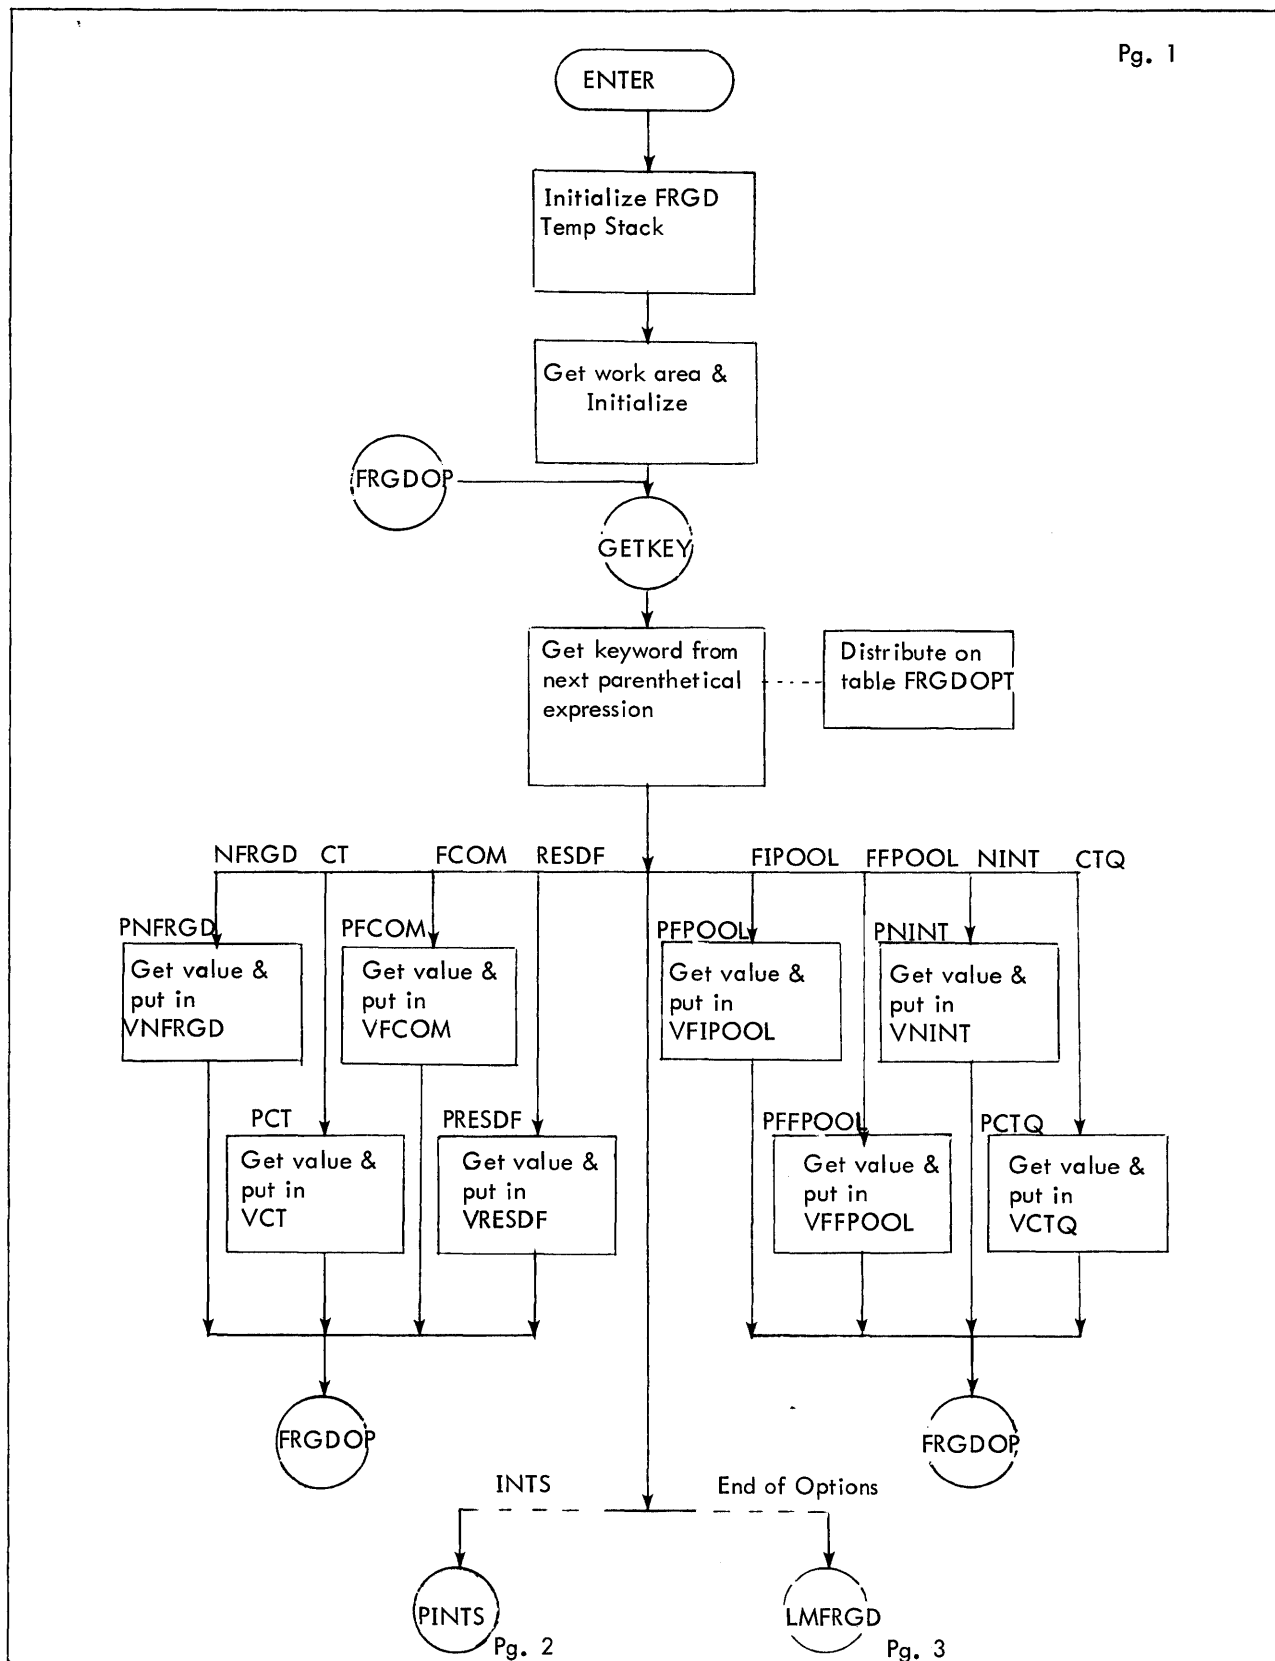 Pg. 1
ENTER
Initialize FRGD
Temp Stack
Get work area &
Initialize
FRGDOP
GETKEY
Get keyword from
next parenthetical
expression
Distribute on
table FRGDOPT
NFRGD CT FCOM RESDF FIPOOL FFPOOL NINT CTQ
PNFRGD
Get value &
put in
VNFRGD
PFCOM
Get value &
put in
VFCOM
PFPOOL
Get value &
put in
VFIPOOL
PNINT
Get value &
put in
VNINT
PCT
Get value &
put in
VCT
PRESDF
Get value &
put in
VRESDF
PFFPOOL
Get value &
put in
VFFPOOL
PCTQ
Get value &
put in
VCTQ
FRGDOP
FRGDOP
INTS
End of Options
PINTS
Pg. 2
LMFRGD
Pg. 3